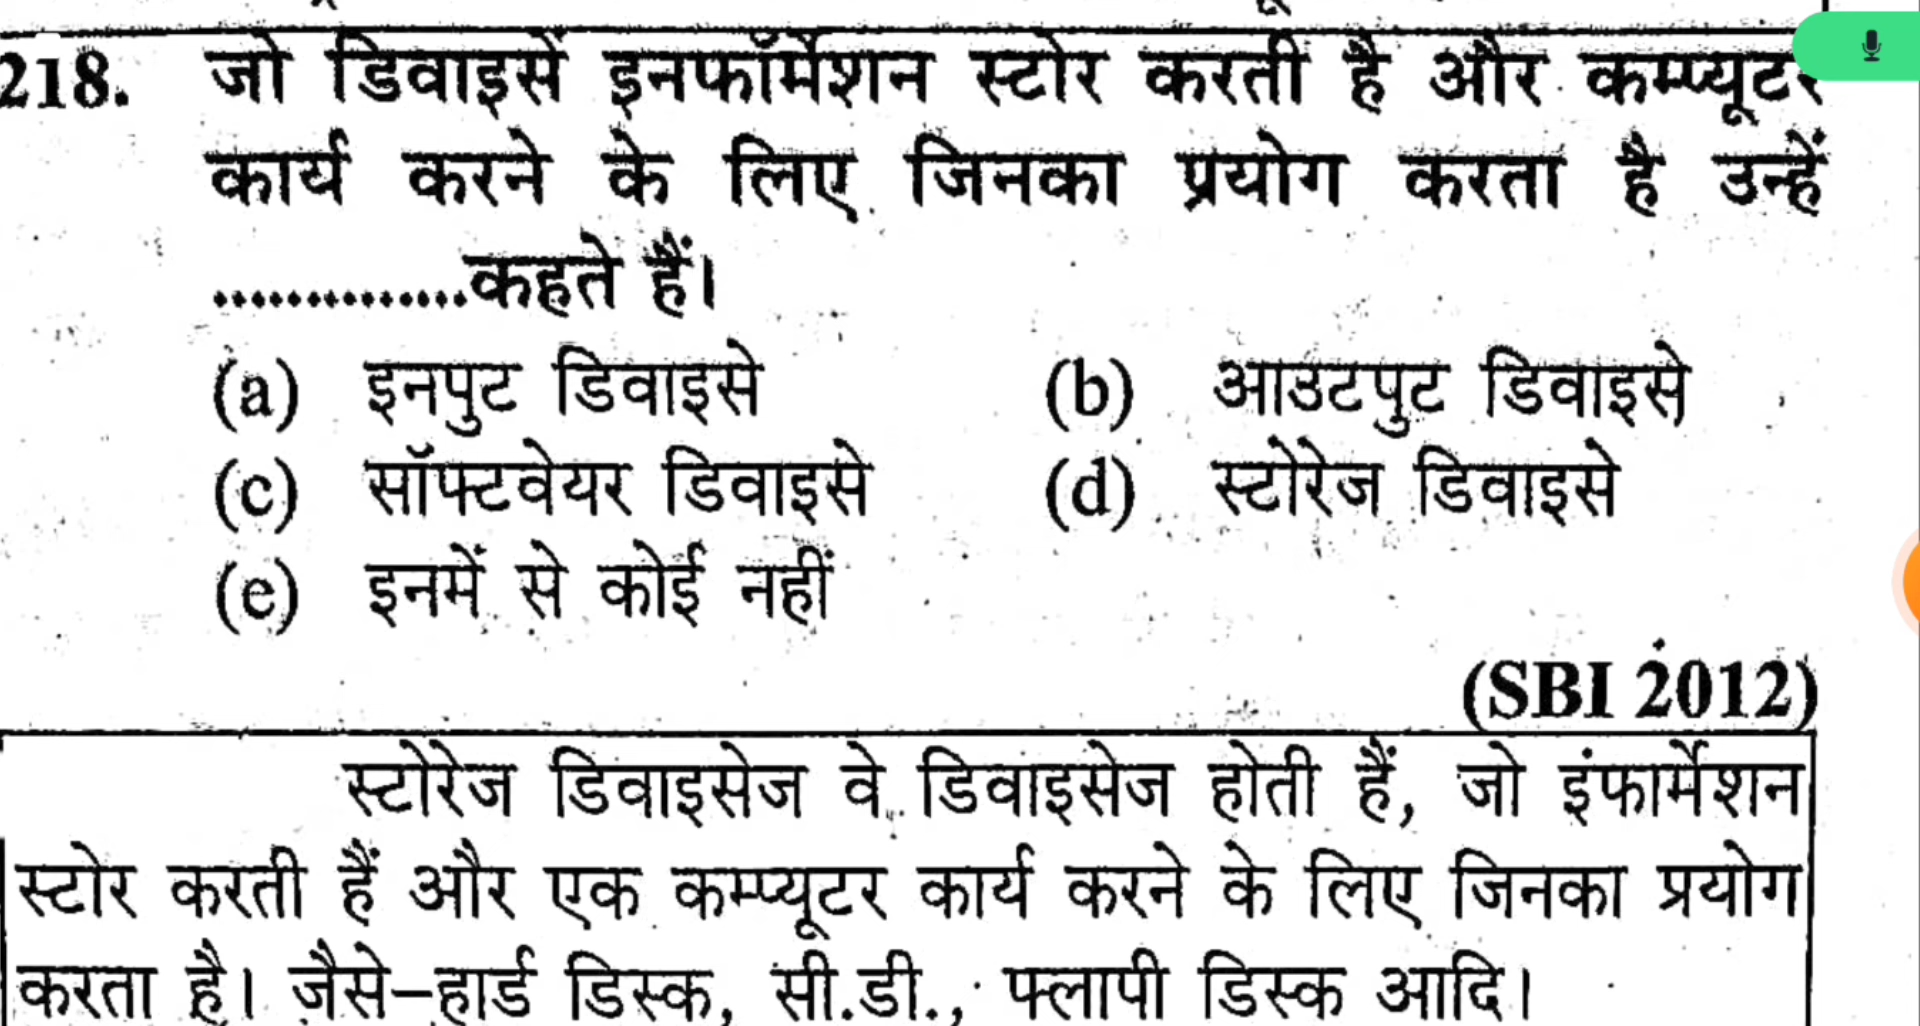 218. जो डिवाइसें इनफॉर्मेशन स्टोर करती है और कम्प्यूटर
कार्य करने के लिए जिनका प्रयोग करता है उन्हें
..............कहते हैं।
(a) इनपुट डिवाइसे (b) आउटपुट डिवाइसे
(c) सॉफ्टवेयर डिवाइसे (d) स्टोरेज डिवाइसे
(e) इनमें से कोई नहीं
(SBI 2012)
स्टोरेज डिवाइसेज वे डिवाइसेज होती हैं, जो इंफार्मेशन
स्टोर करती हैं और एक कम्प्यूटर कार्य करने के लिए जिनका प्रयोग
करता है। जैसे–हार्ड डिस्क, सी.डी., फ्लापी डिस्क आदि।